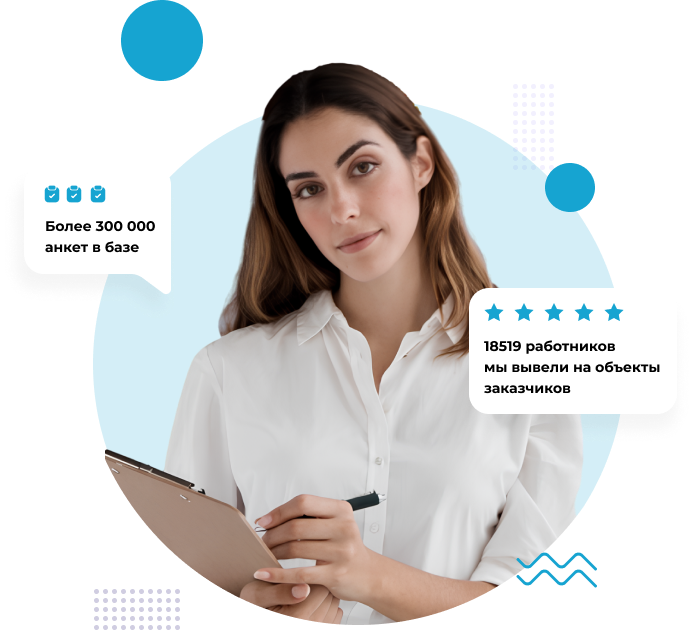 Более 300 000
анкет в базе
18519 работников
мы вывели на объекты
заказчиков